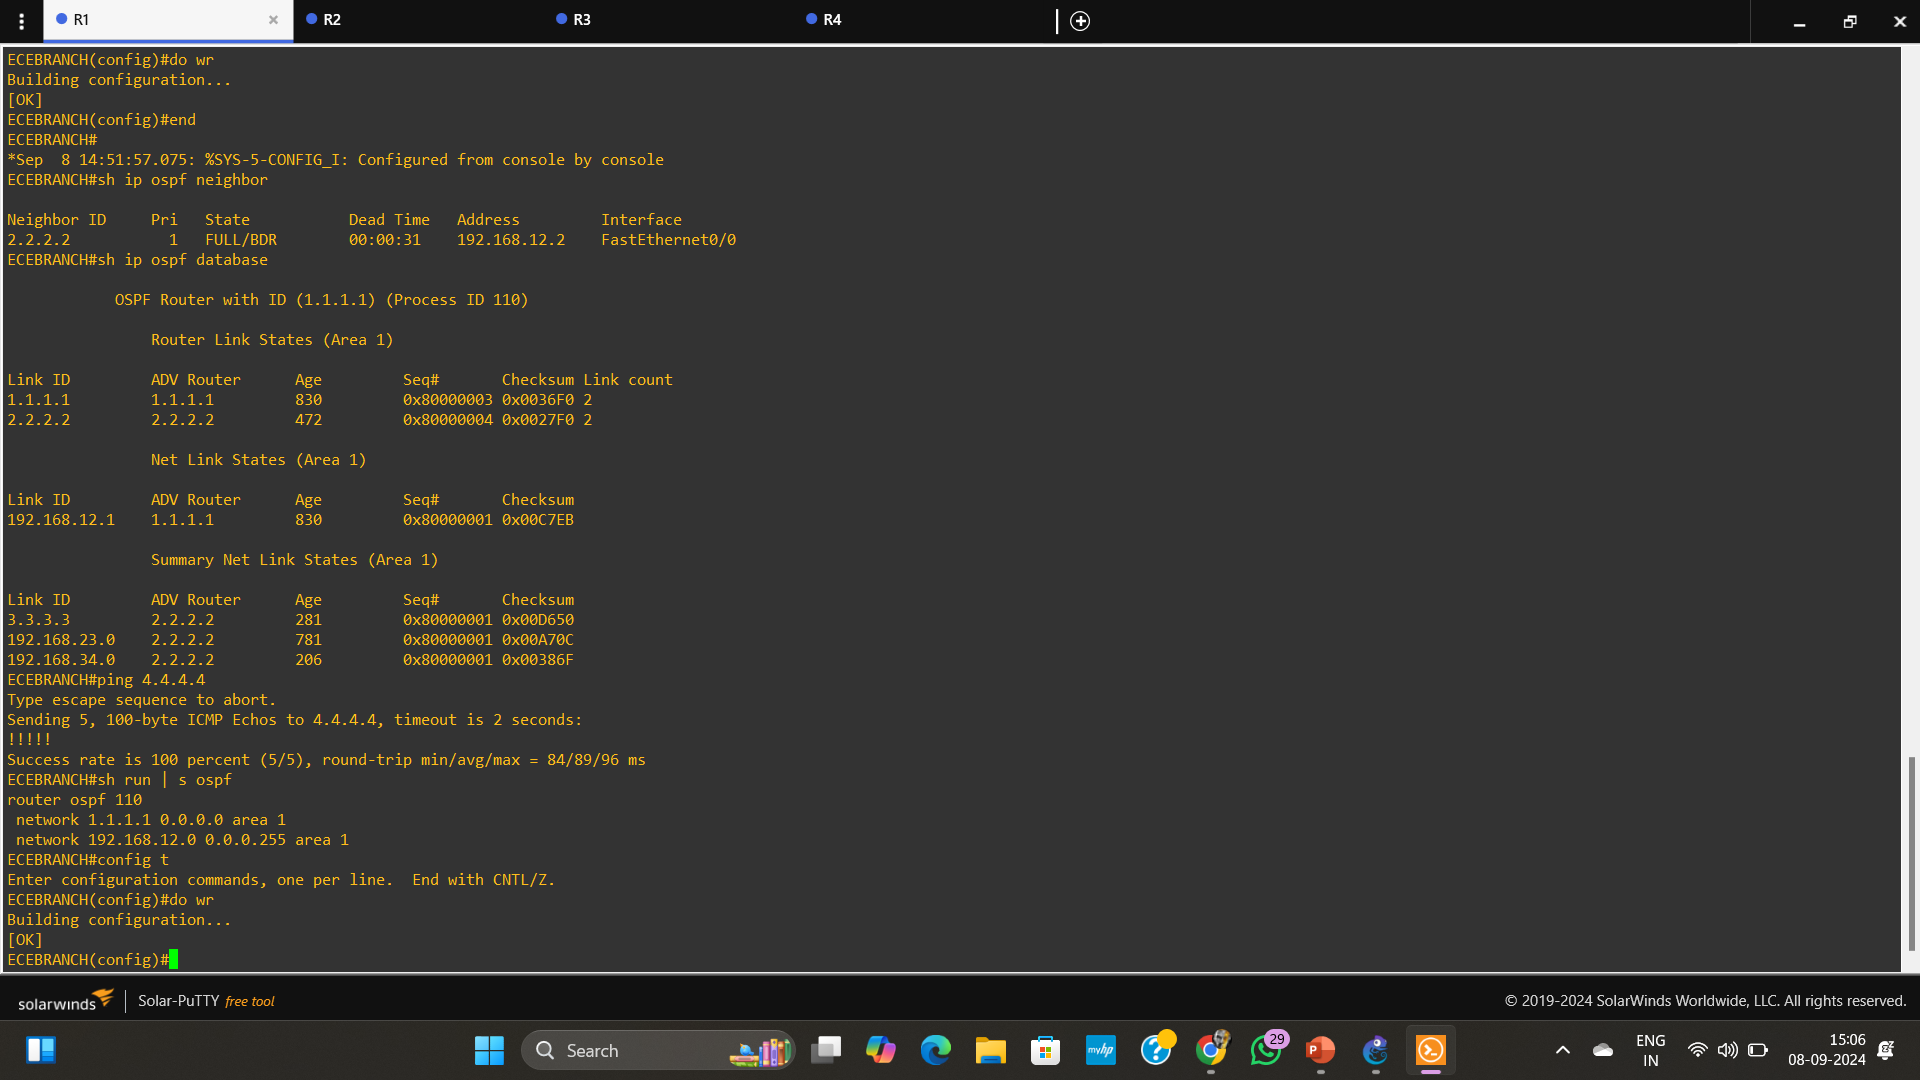 R1 × R2 R3 R4
ECEBRANCH(config)#do wr
Building configuration...
[OK]
ECEBRANCH(config)#end
ECEBRANCH#
*Sep  8 14:51:57.075: %SYS-5-CONFIG_I: Configured from console by console
ECEBRANCH#sh ip ospf neighbor
Neighbor ID     Pri   State           Dead Time   Address         Interface
2.2.2.2           1   FULL/BDR        00:00:31    192.168.12.2    FastEthernet0/0
ECEBRANCH#sh ip ospf database
            OSPF Router with ID (1.1.1.1) (Process ID 110)
                Router Link States (Area 1)
Link ID         ADV Router      Age         Seq#       Checksum Link count
1.1.1.1         1.1.1.1         830         0x80000003 0x0036F0 2
2.2.2.2         2.2.2.2         472         0x80000004 0x0027F0 2
                Net Link States (Area 1)
Link ID         ADV Router      Age         Seq#       Checksum
192.168.12.1    1.1.1.1         830         0x80000001 0x00C7EB
                Summary Net Link States (Area 1)
Link ID         ADV Router      Age         Seq#       Checksum
3.3.3.3         2.2.2.2         281         0x80000001 0x00D650
192.168.23.0    2.2.2.2         781         0x80000001 0x00A70C
192.168.34.0    2.2.2.2         206         0x80000001 0x00386F
ECEBRANCH#ping 4.4.4.4
Type escape sequence to abort.
Sending 5, 100-byte ICMP Echos to 4.4.4.4, timeout is 2 seconds:
!!!!!
Success rate is 100 percent (5/5), round-trip min/avg/max = 84/89/96 ms
ECEBRANCH#sh run | s ospf
router ospf 110
 network 1.1.1.1 0.0.0.0 area 1
 network 192.168.12.0 0.0.0.255 area 1
ECEBRANCH#config t
Enter configuration commands, one per line.  End with CNTL/Z.
ECEBRANCH(config)#do wr
Building configuration...
[OK]
ECEBRANCH(config)#
solarwinds Solar-PuTTY free tool © 2019-2024 SolarWinds Worldwide, LLC. All rights reserved.
Search myhp ? 29 P ENG 15:06
IN 08-09-2024